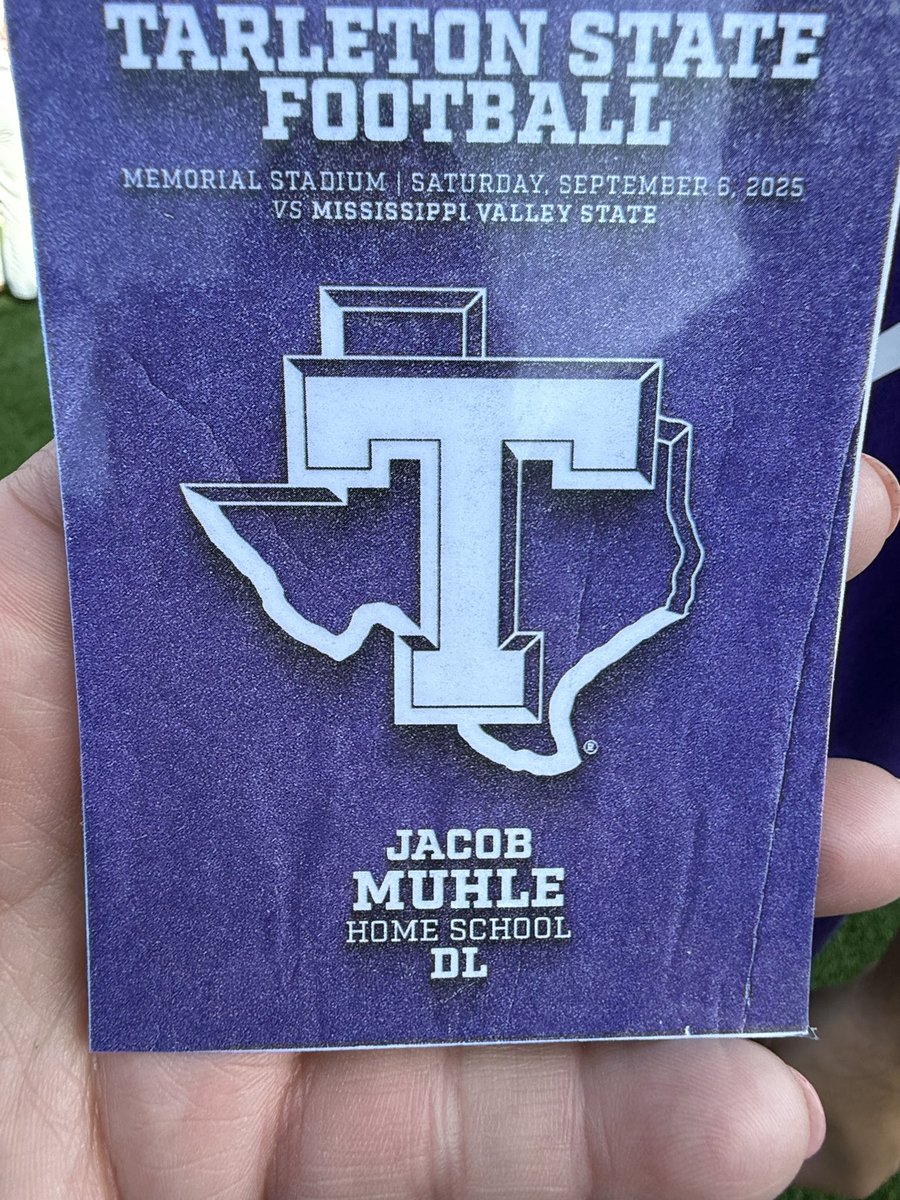 TARLETON STATE
FOOTBALL
MEMORIAL STADIUM | SATURDAY, SEPTEMBER 6, 2025
VS MISSISSIPPI VALLEY STATE
T
®
JACOB
MUHLE
HOME SCHOOL
DL